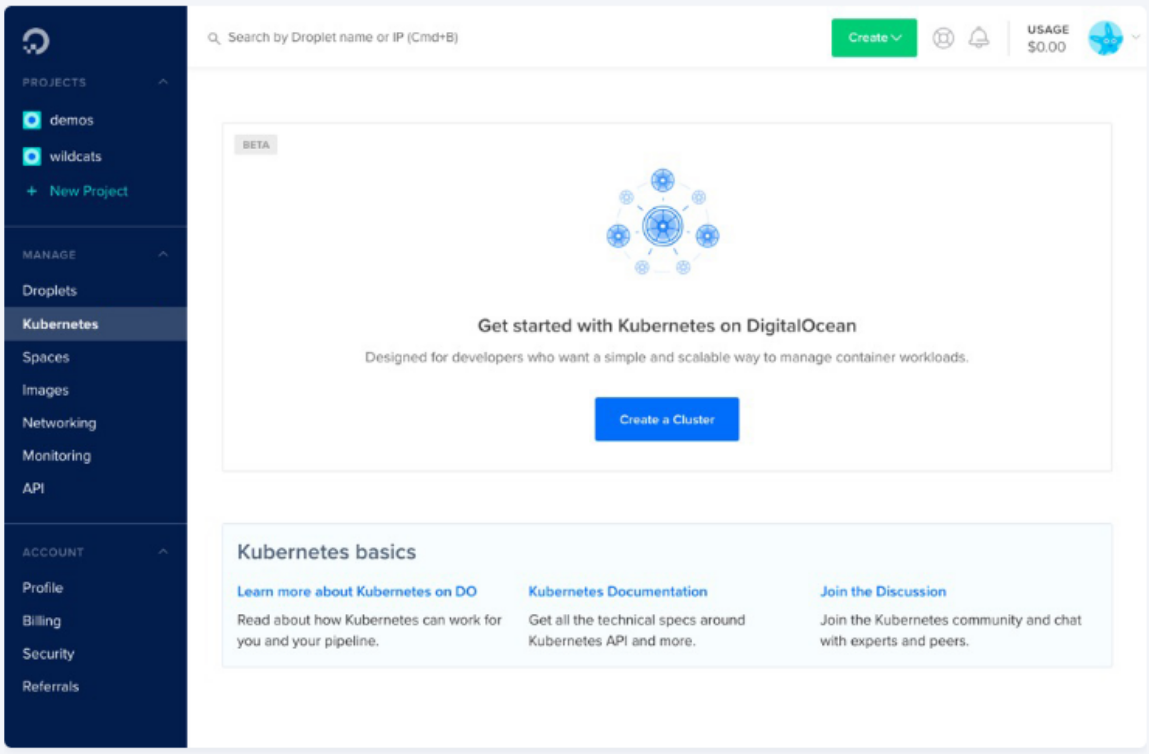 Search by Droplet name or IP (Cmd+B)
Create
USAGE
$0.00
PROJECTS
demos
wildcats
+ New Project
MANAGE
Droplets
Kubernetes
Spaces
Images
Networking
Monitoring
API
ACCOUNT
Profile
Billing
Security
Referrals
BETA
Get started with Kubernetes on DigitalOcean
Designed for developers who want a simple and scalable way to manage container workloads.
Create a Cluster
Kubernetes basics
Learn more about Kubernetes on DO
Read about how Kubernetes can work for
you and your pipeline.
Kubernetes Documentation
Get all the technical specs around
Kubernetes API and more.
Join the Discussion
Join the Kubernetes community and chat
with experts and peers.